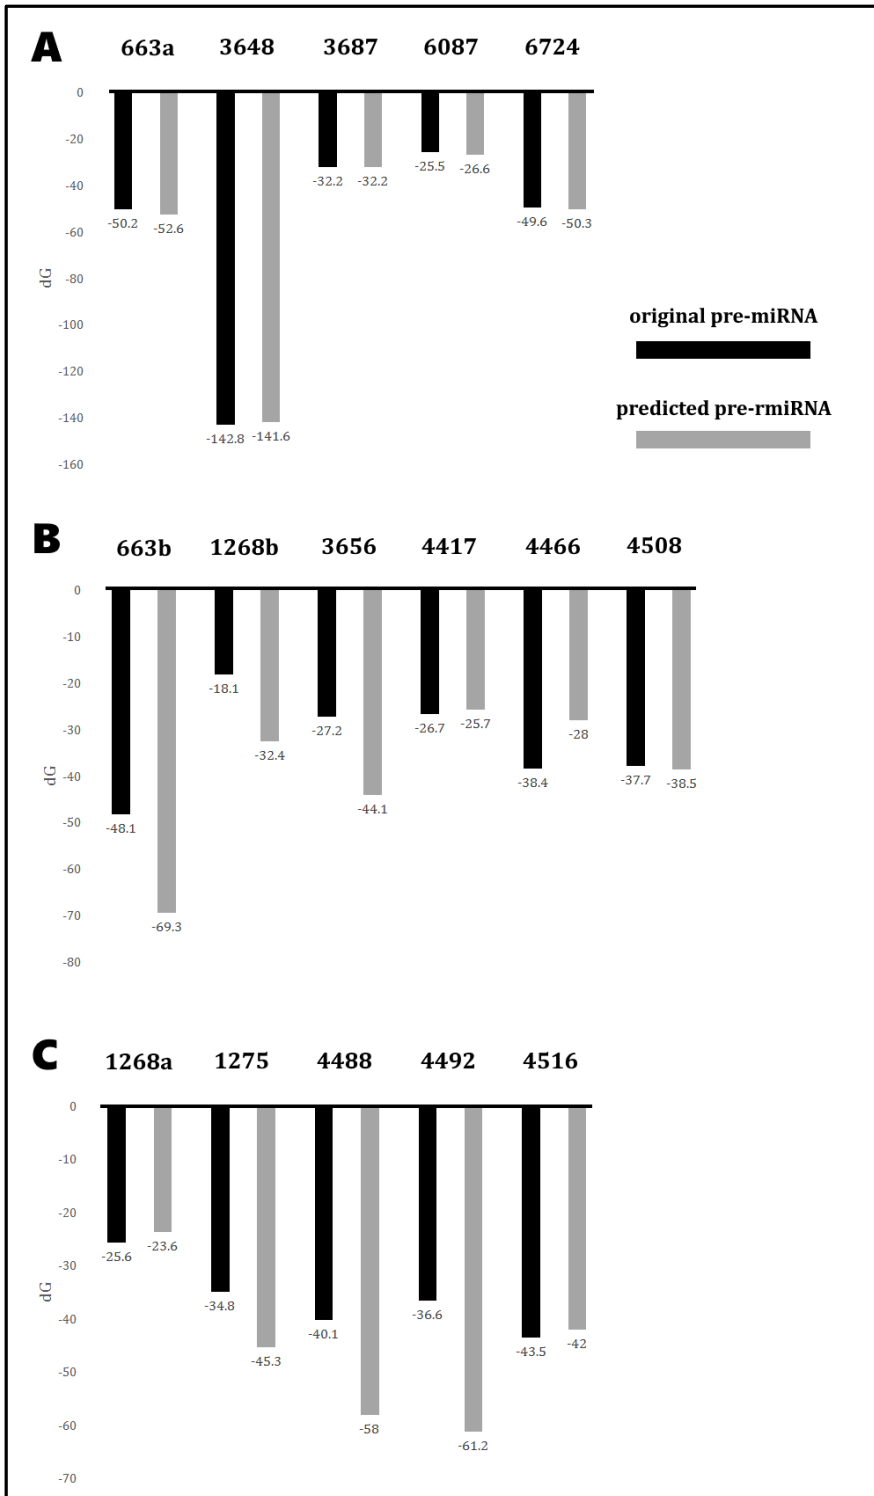 A
663a 3648 3687 6087 6724
0
-20
-40
-60
-80
-100
-120
-140
-160
dG
-50.2 -52.6 -142.8 -141.6 -32.2 -32.2 -25.5 -26.6 -49.6 -50.3
original pre-miRNA
predicted pre-rmiRNA
B
663b 1268b 3656 4417 4466 4508
0
-10
-20
-30
-40
-50
-60
-70
-80
dG
-48.1 -69.3 -18.1 -32.4 -27.2 -44.1 -26.7 -25.7 -38.4 -28 -37.7 -38.5
C
1268a 1275 4488 4492 4516
0
-10
-20
-30
-40
-50
-60
-70
dG
-25.6 -23.6 -34.8 -45.3 -40.1 -58 -36.6 -61.2 -43.5 -42